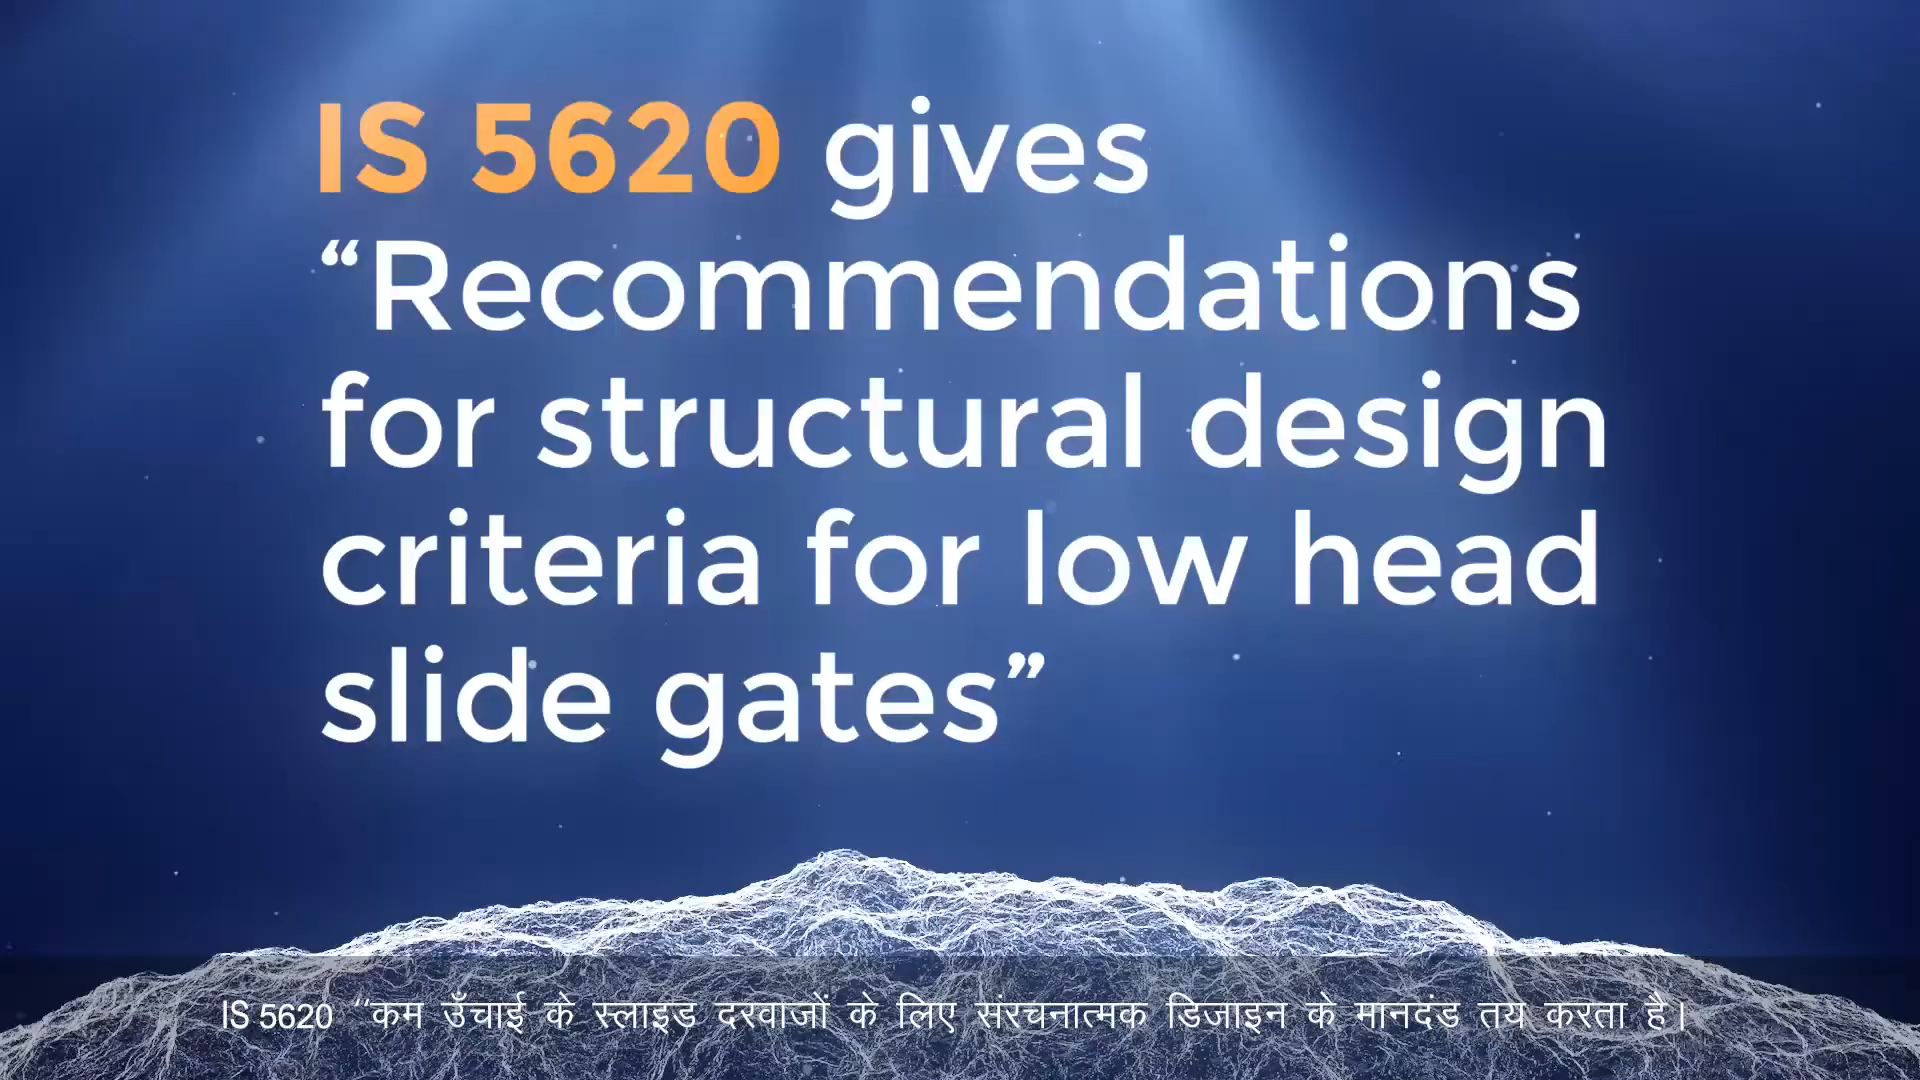 IS 5620 gives
“Recommendations
for structural design
criteria for low head
slide gates”
IS 5620 ‘‘कम उँचाई के स्लाइड दरवाजों के लिए संरचनात्मक डिजाइन के मानदंड तय करता है।